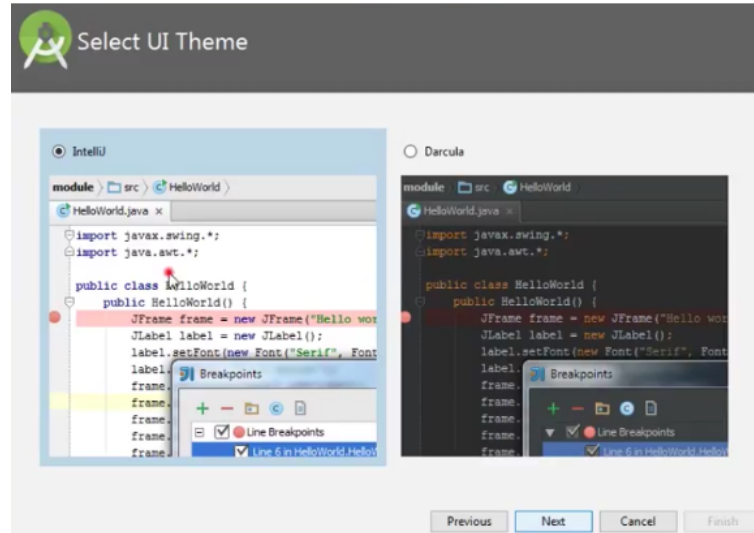 Select UI Theme
IntelliJ
module src HelloWorld
HelloWorld.java ×
import javax.swing.*;
import java.awt.*;
public class HelloWorld {
public HelloWorld() {
JFrame frame = new JFrame("Hello wor
JLabel label = new JLabel();
label.setFont(new Font("Serif", Font
label.
frame.
frame.
frame.
frame.
frame.
Breakpoints
Line Breakpoints
Line 6 in HelloWorld.HelloW
Darcula
module src HelloWorld
HelloWorld.java ×
import javax.swing.*;
import java.awt.*;
public class HelloWorld {
public HelloWorld() {
JFrame frame = new JFrame("Hello wor
JLabel label = new JLabel();
label.setFont(new Font("Serif", Font
label.
frame.
frame.
frame.
frame.
frame.
Breakpoints
Line Breakpoints
Line 6 in HelloWorld.HelloW
Previous Next Cancel Finish